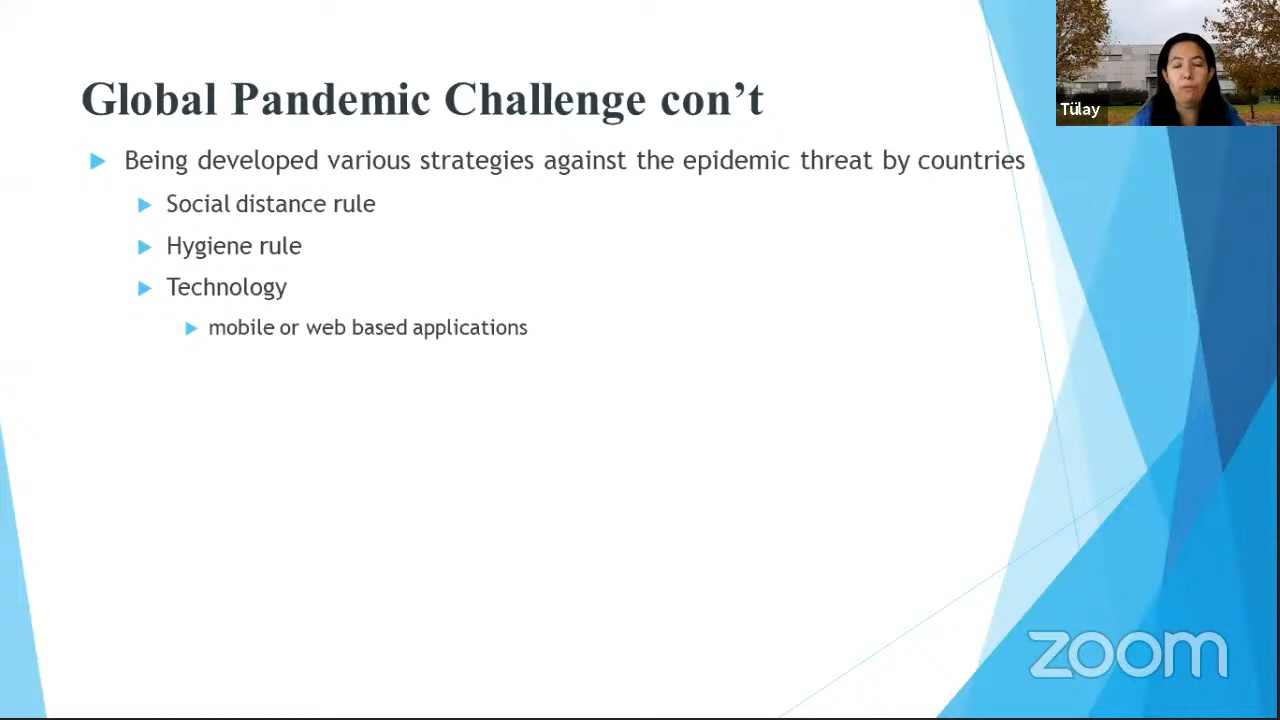 Global Pandemic Challenge con’t
Being developed various strategies against the epidemic threat by countries
Social distance rule
Hygiene rule
Technology
mobile or web based applications
Tülay
zoom